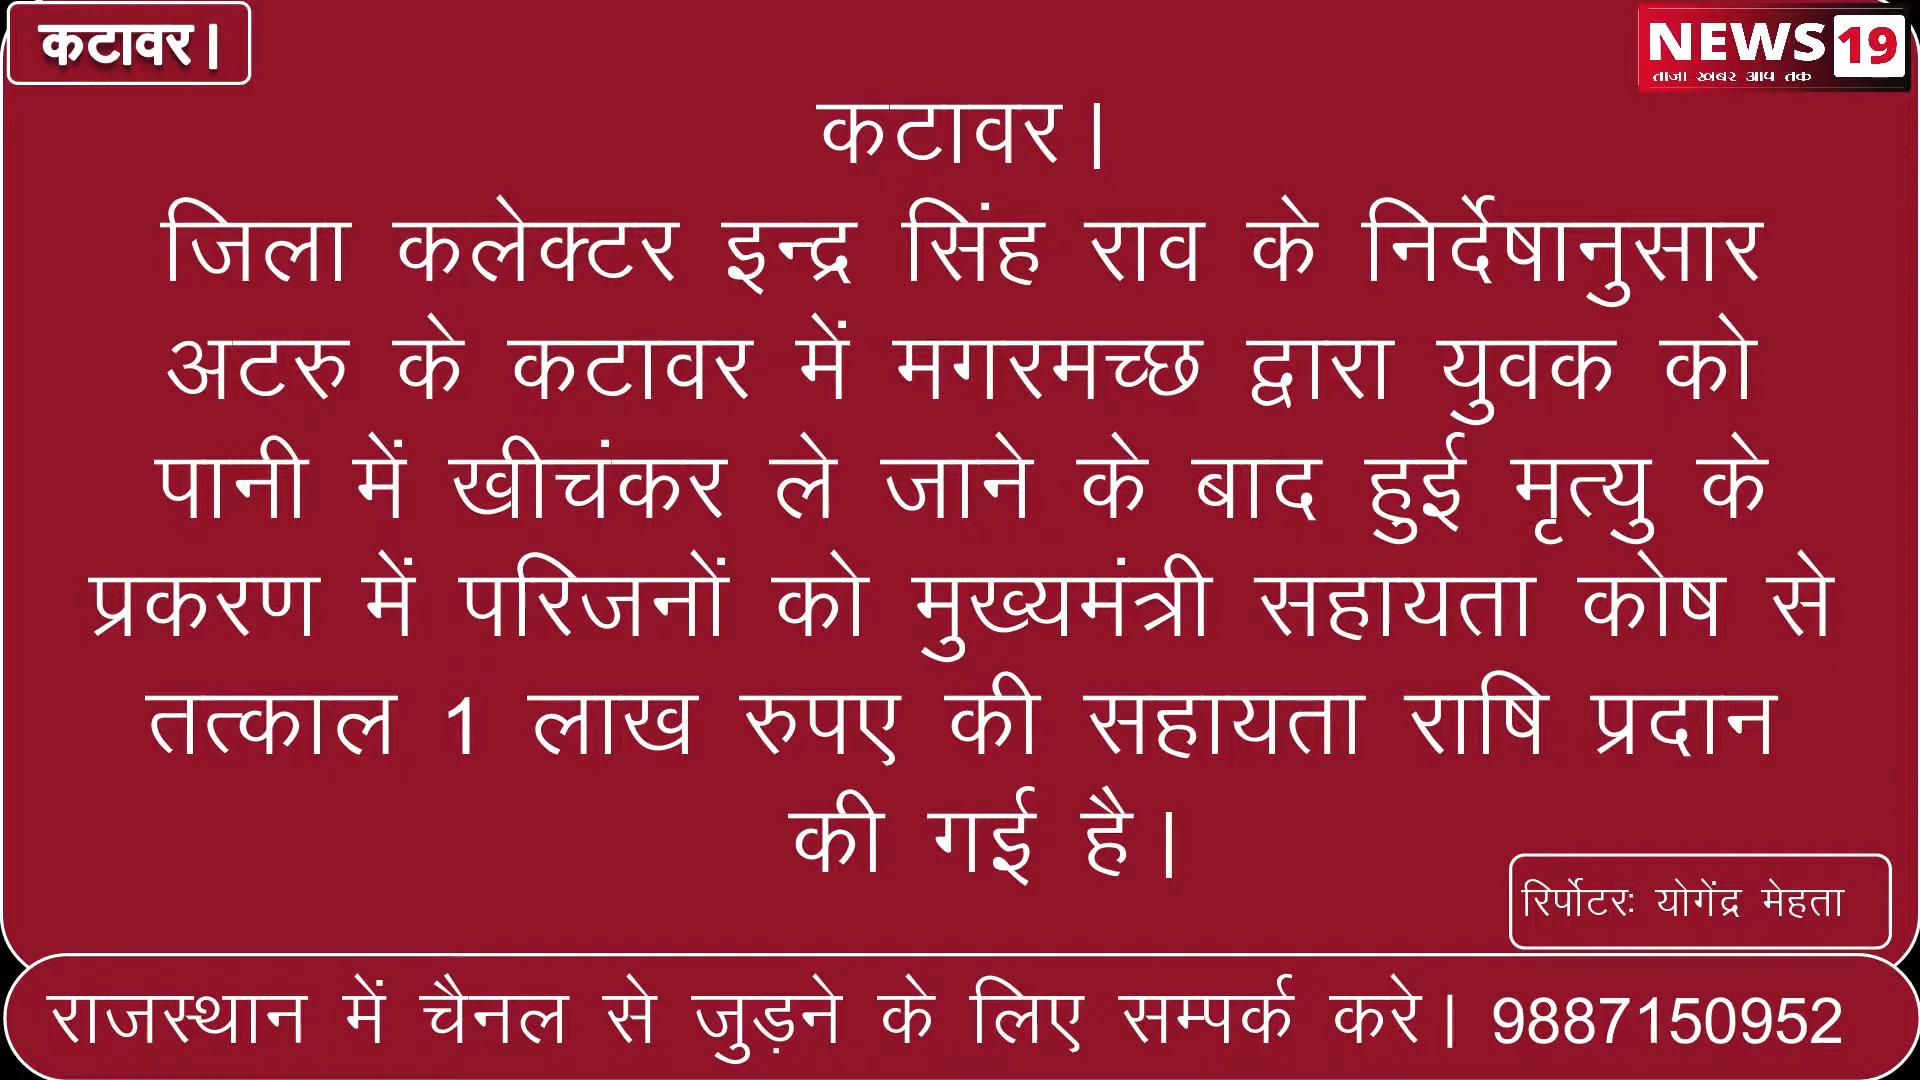 कटावर।
NEWS 19
ताजा खबर आप तक
कटावर।
जिला कलेक्टर इन्द्र सिंह राव के निर्देषानुसार
अटरु के कटावर में मगरमच्छ द्वारा युवक को
पानी में खीचंकर ले जाने के बाद हुई मृत्यु के
प्रकरण में परिजनों को मुख्यमंत्री सहायता कोष से
तत्काल 1 लाख रुपए की सहायता राषि प्रदान
की गई है।
रिर्पोटरः योगेंद्र मेहता
राजस्थान में चैनल से जुड़ने के लिए सम्पर्क करे। 9887150952